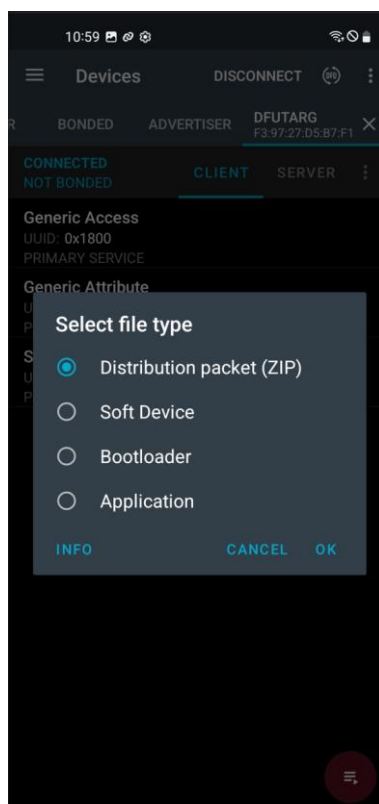 10:59
Devices
DISCONNECT
DFU
R
BONDED
ADVERTISER
DFUTARG
F3:97:27:D5:B7:F1
CONNECTED
NOT BONDED
CLIENT
SERVER
Generic Access
UUID: 0x1800
PRIMARY SERVICE
Generic Attribute
U
P
S
U
P
Select file type
Distribution packet (ZIP)
Soft Device
Bootloader
Application
INFO
CANCEL
OK